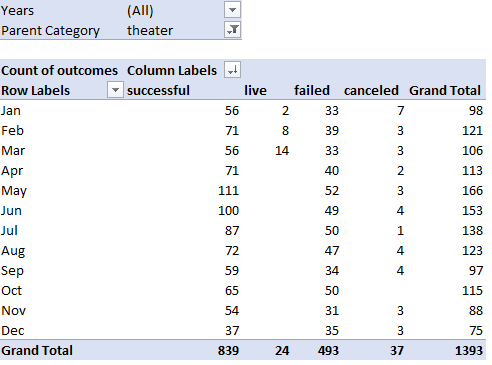 Years (All)
Parent Category theater
Count of outcomes Column Labels
Row Labels successful live failed canceled Grand Total
Jan 56 2 33 7 98
Feb 71 8 39 3 121
Mar 56 14 33 3 106
Apr 71 40 2 113
May 111 52 3 166
Jun 100 49 4 153
Jul 87 50 1 138
Aug 72 47 4 123
Sep 59 34 4 97
Oct 65 50 115
Nov 54 31 3 88
Dec 37 35 3 75
Grand Total 839 24 493 37 1393